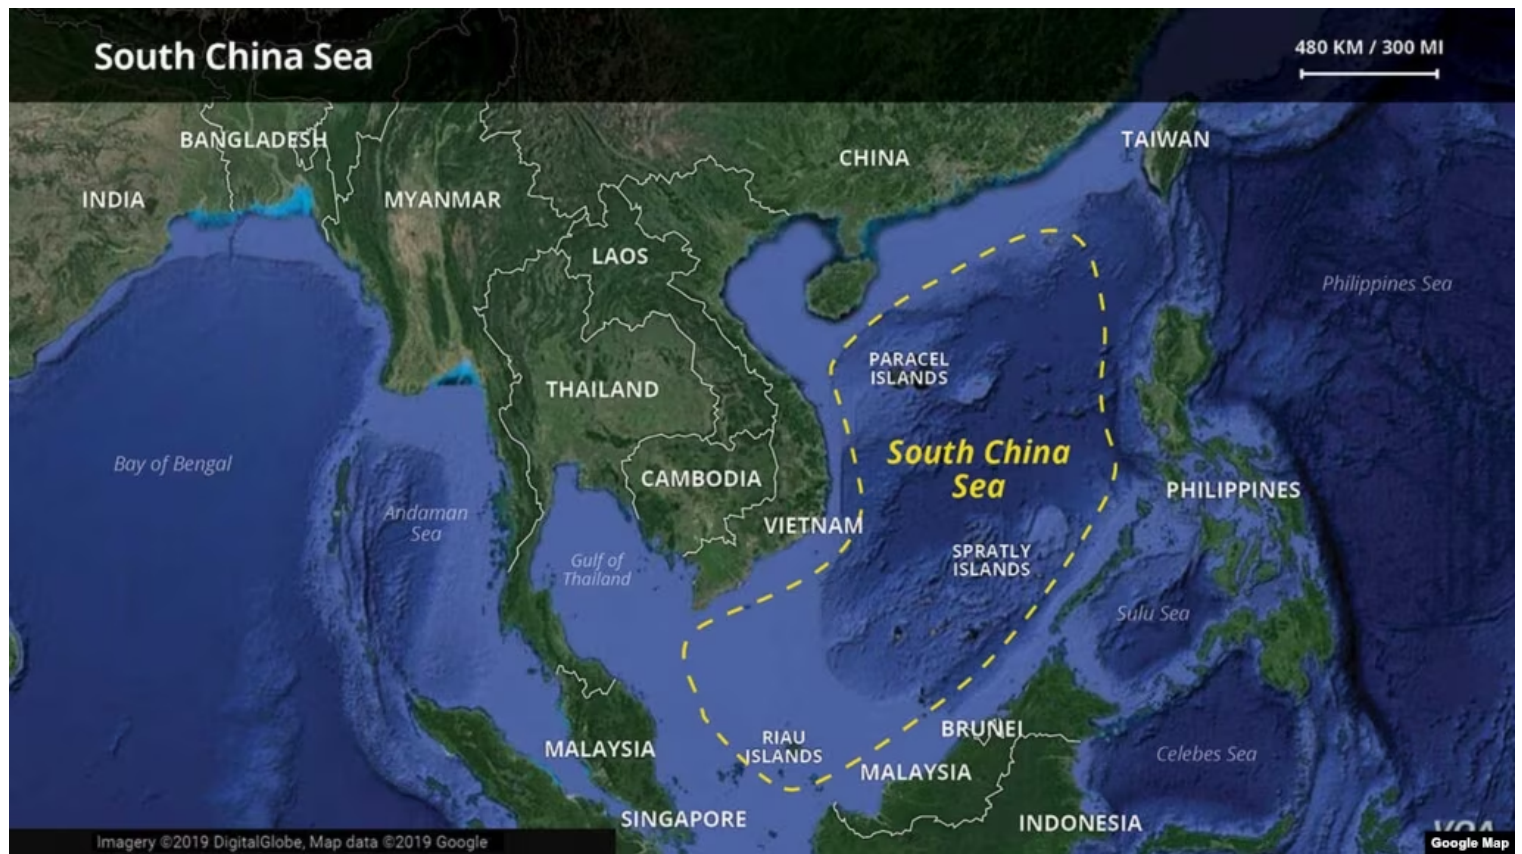 South China Sea
480 KM / 300 MI
BANGLADESH
TAIWAN
CHINA
INDIA
MYANMAR
LAOS
Philippines Sea
PARACEL
ISLANDS
THAILAND
South China
Sea
Bay of Bengal
CAMBODIA
PHILIPPINES
Andaman
Sea
VIETNAM
Gulf of
Thailand
SPRATLY
ISLANDS
Sulu Sea
BRUNEI
RIAU
ISLANDS
MALAYSIA
Celebes Sea
MALAYSIA
SINGAPORE
INDONESIA
VOA
Imagery ©2019 DigitalGlobe, Map data ©2019 Google
Google Map